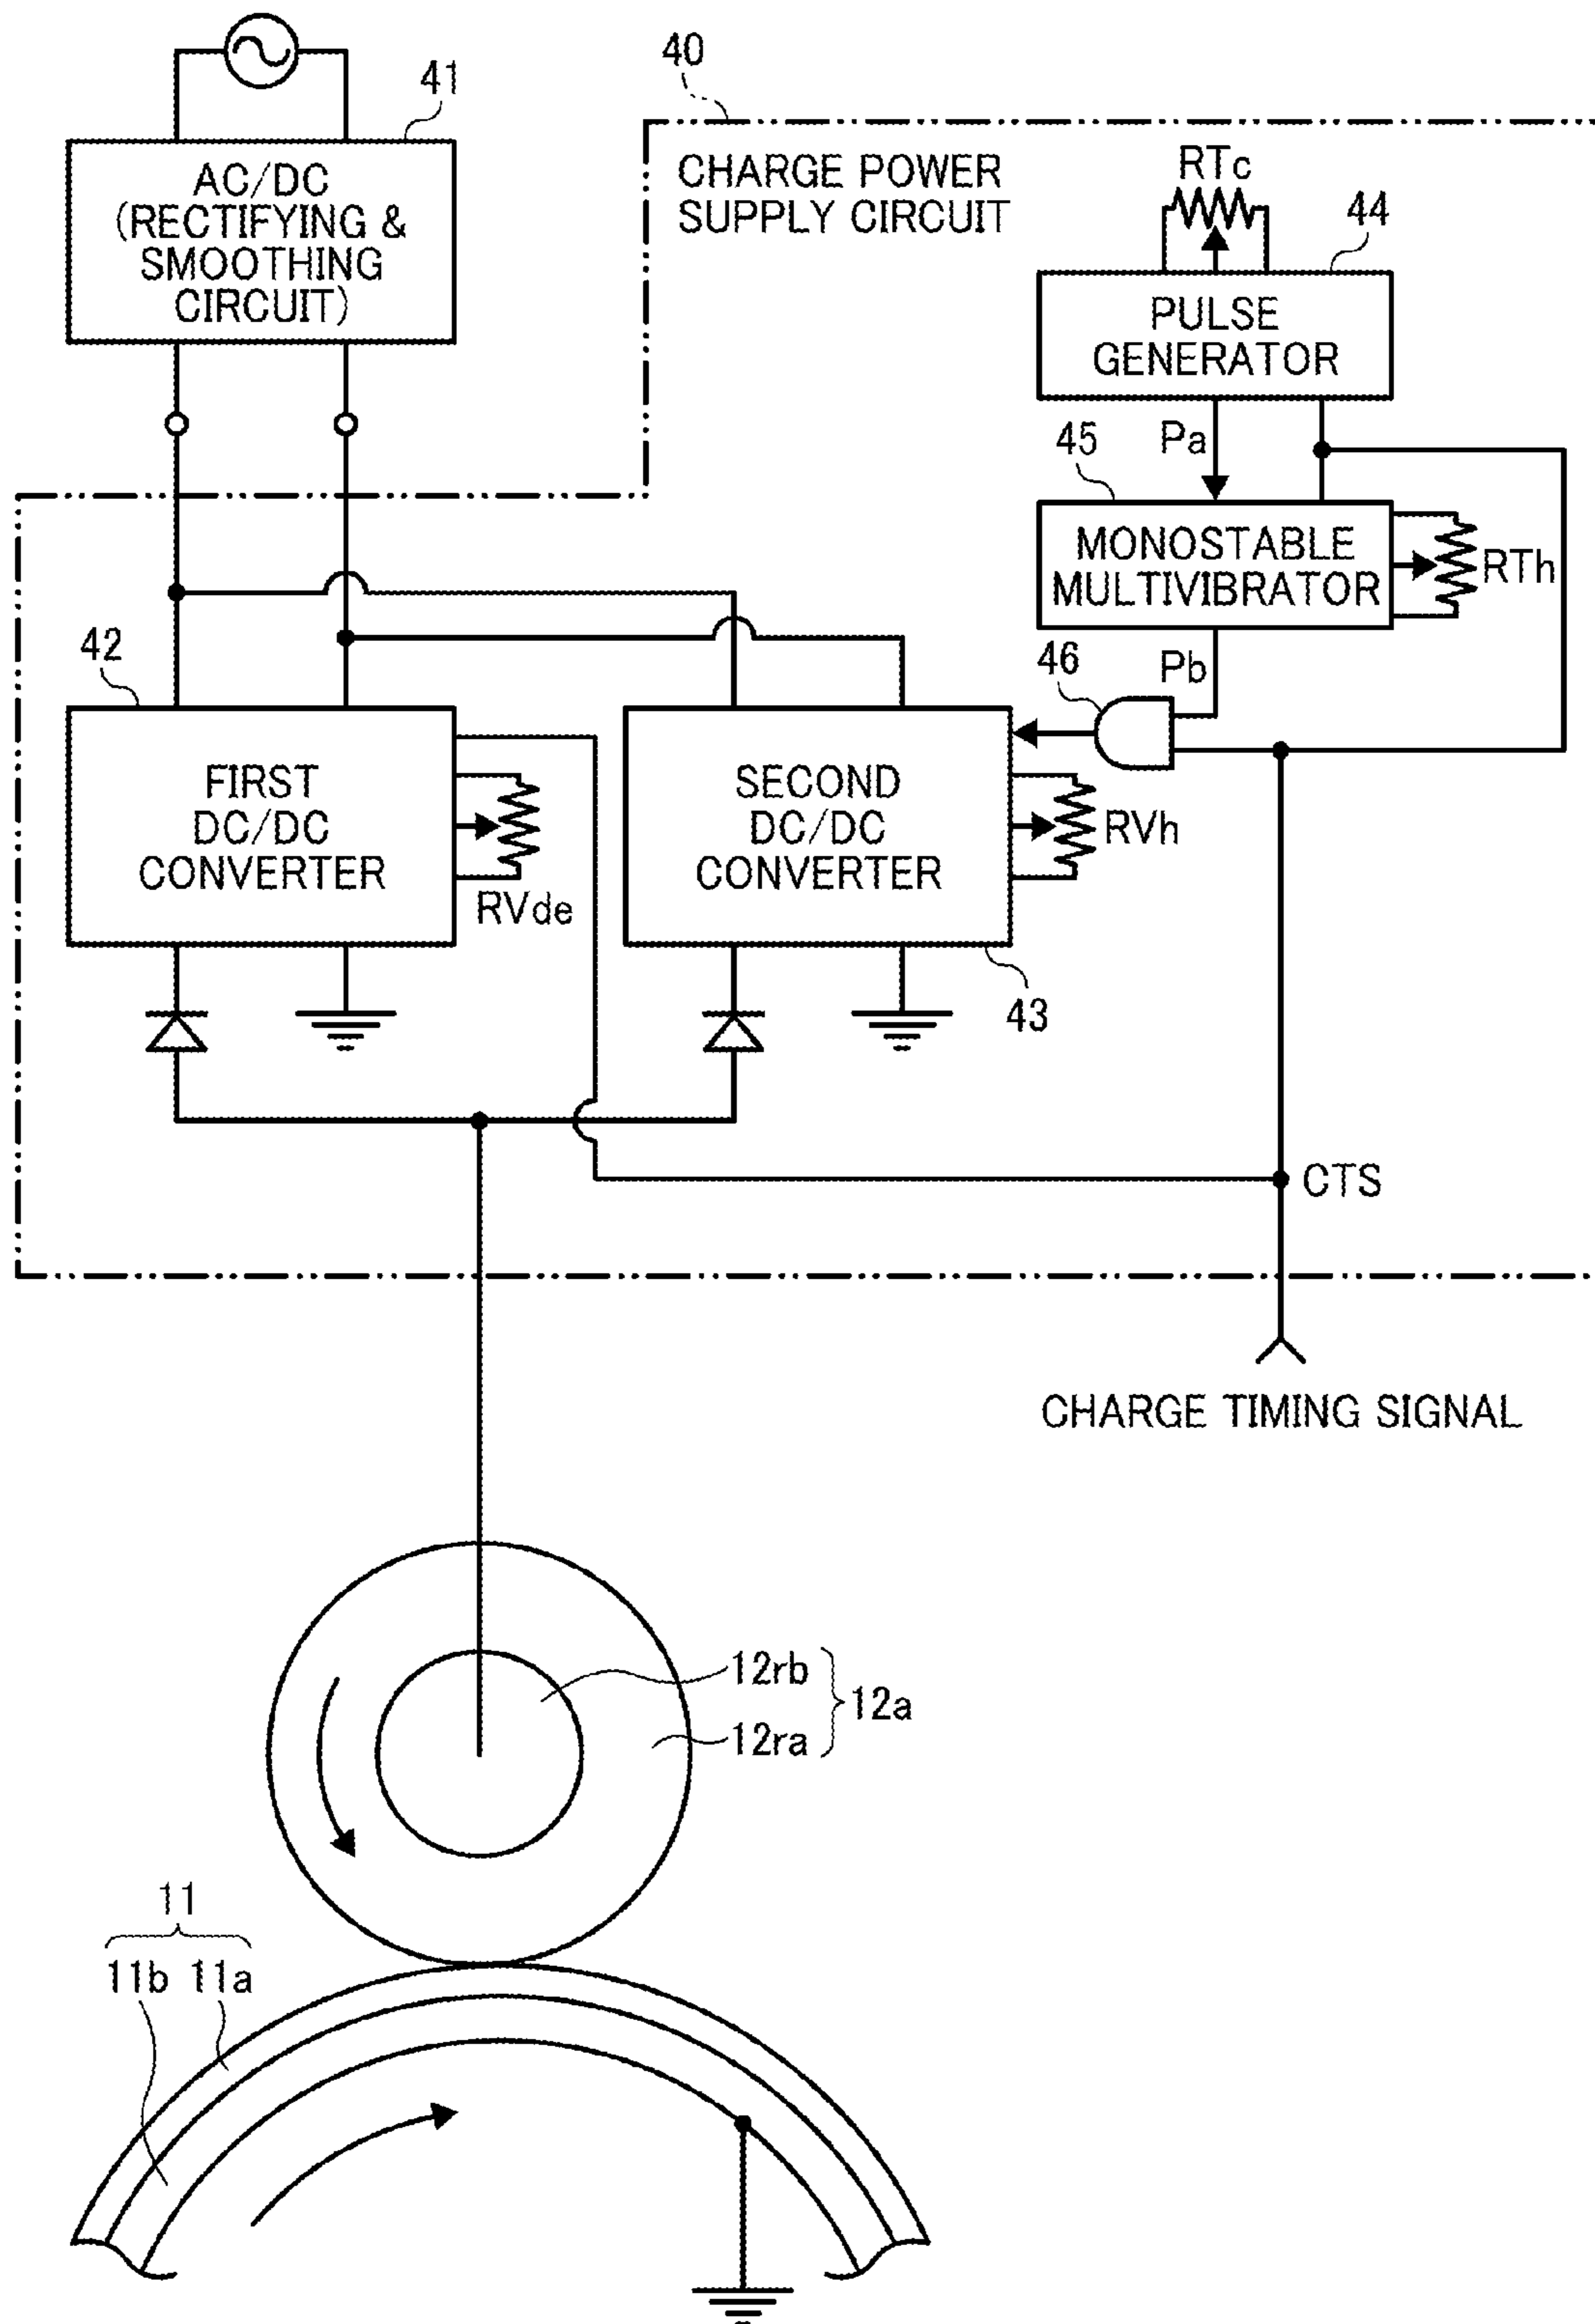 40
41
AC/DC
(RECTIFYING &
SMOOTHING
CIRCUIT)
CHARGE POWER
SUPPLY CIRCUIT
RTc
44
PULSE
GENERATOR
Pa
45
MONOSTABLE
MULTIVIBRATOR
RTh
Pb
46
42
FIRST
DC/DC
CONVERTER
RVde
SECOND
DC/DC
CONVERTER
RVh
43
CTS
CHARGE TIMING SIGNAL
12rb
12ra
12a
11
11b 11a